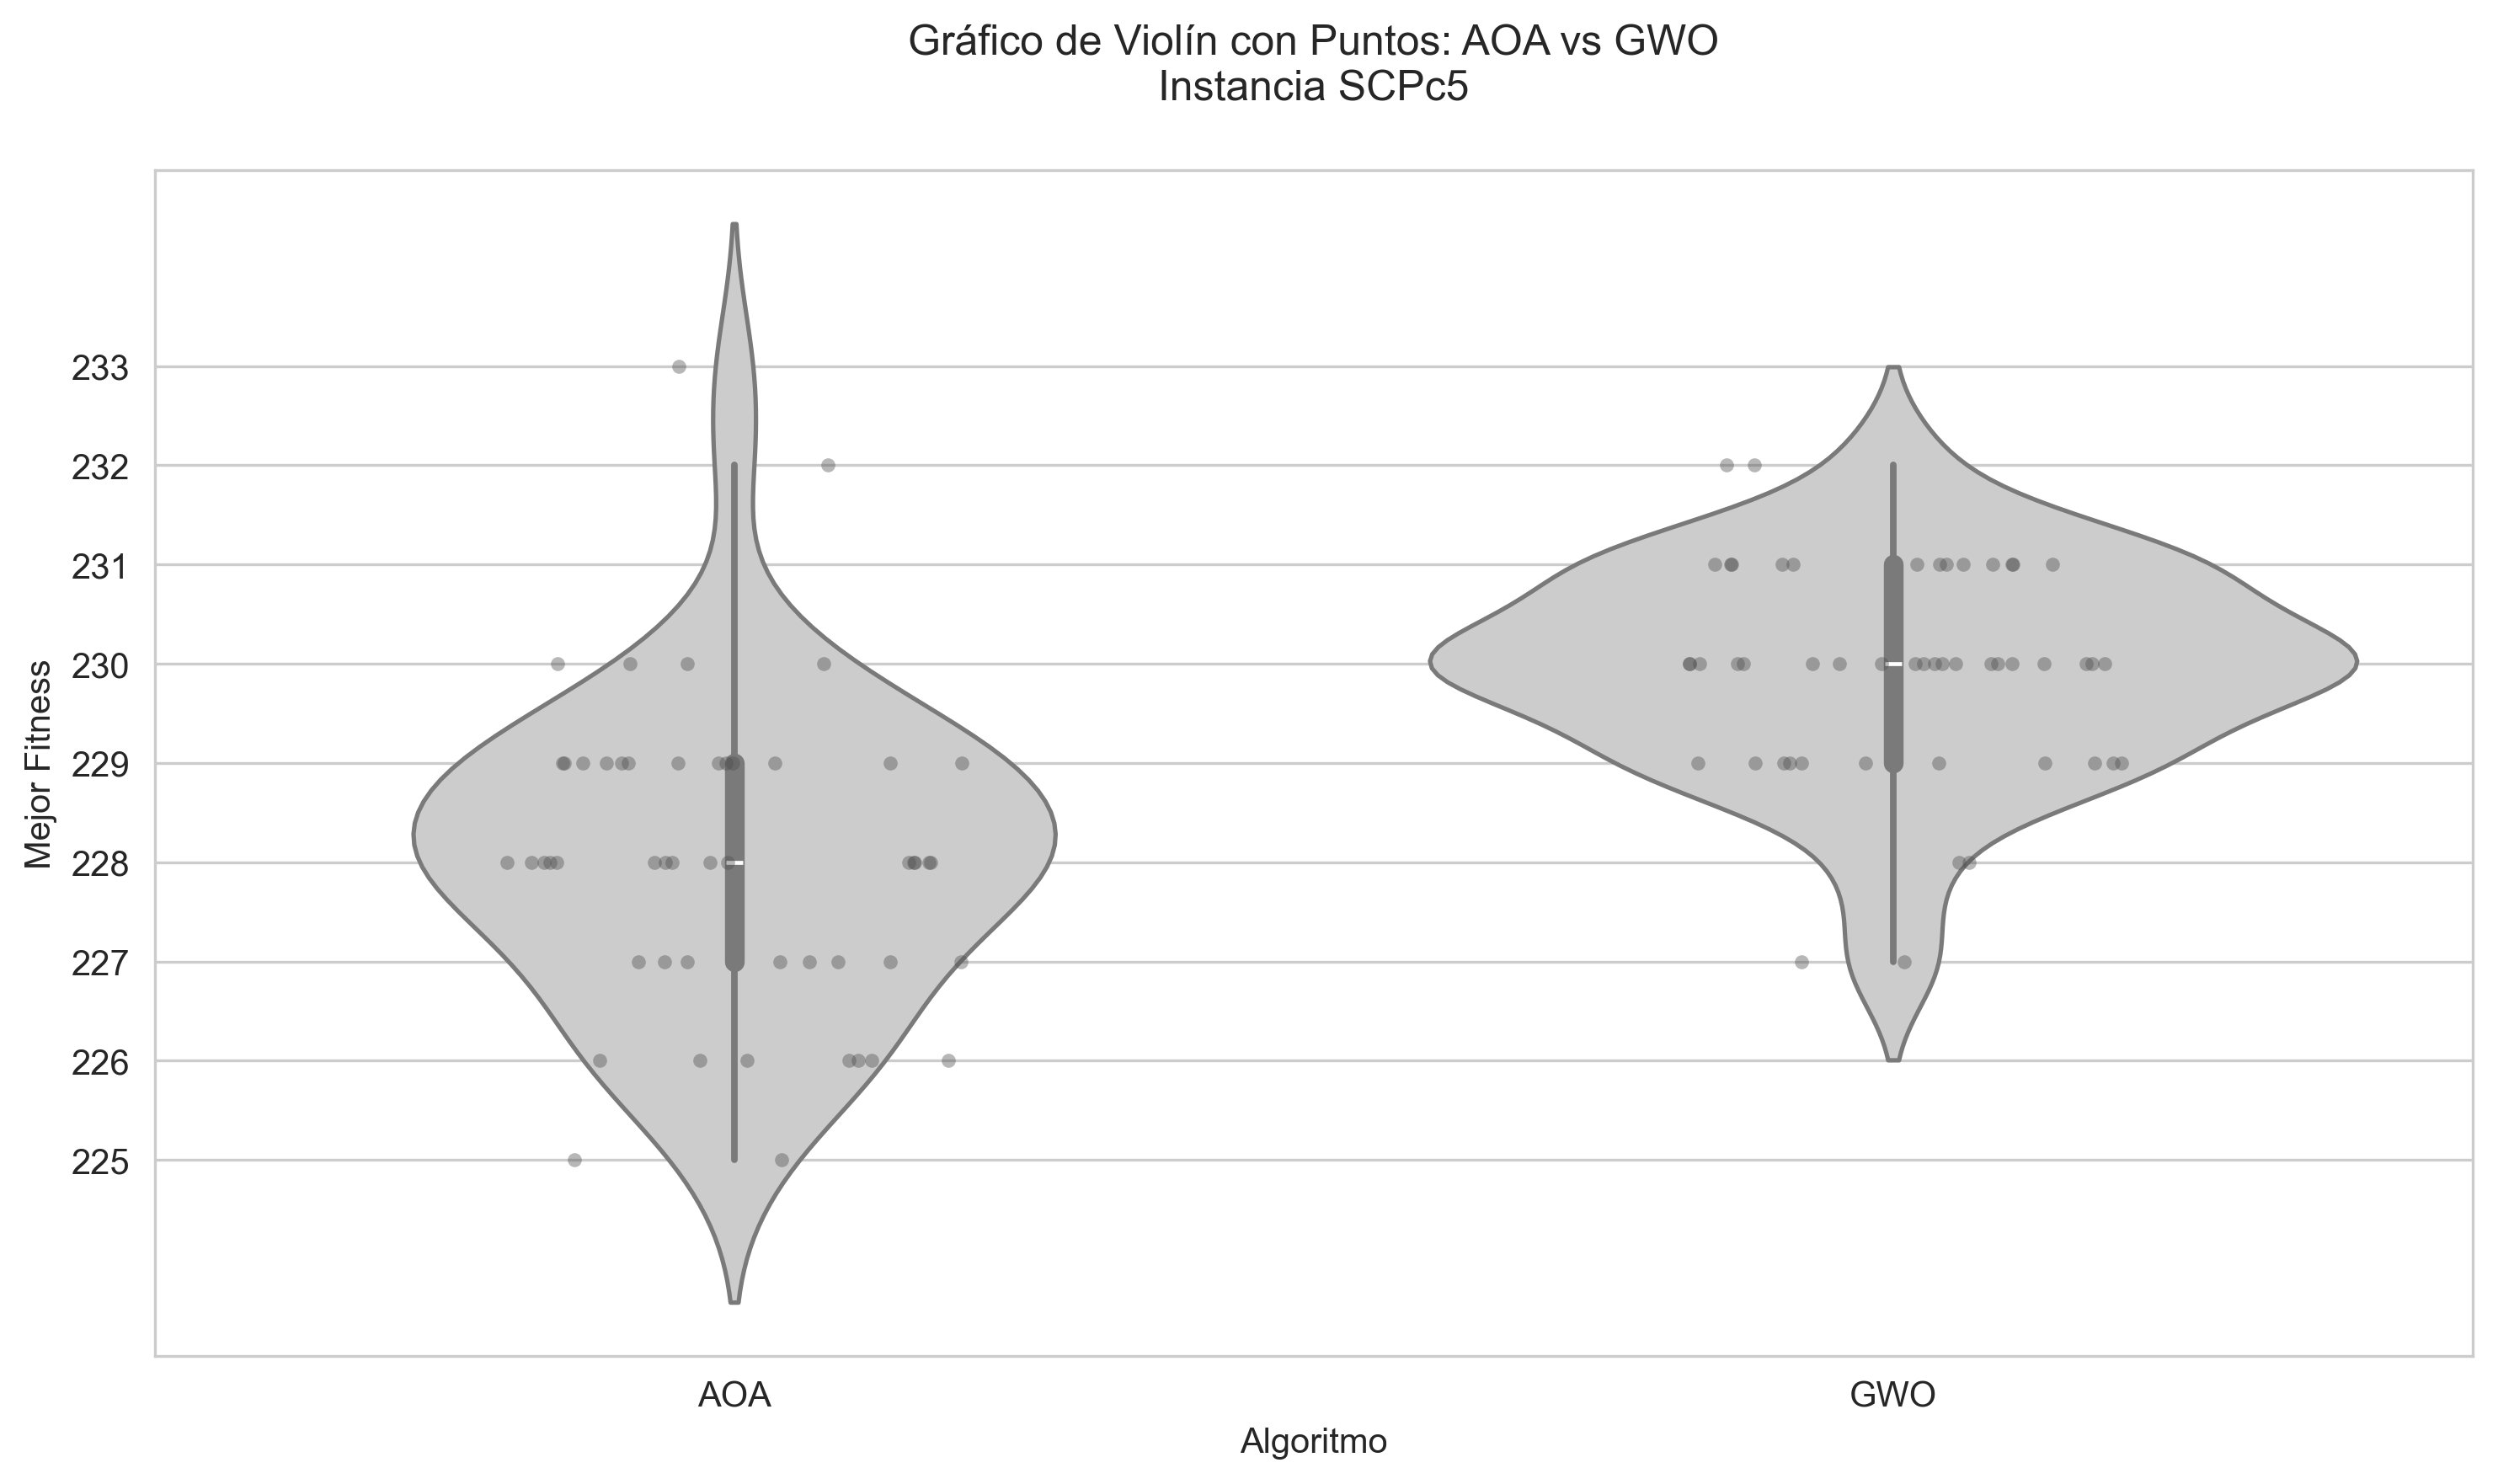 Gráfico de Violín con Puntos: AOA vs GWO
Instancia SCPc5
Mejor Fitness
233
232
231
230
229
228
227
226
225
AOA
GWO
Algoritmo